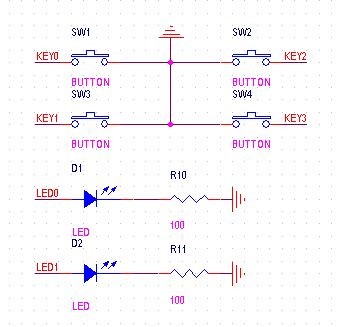 SW1 SW2
KEY0 KEY2
BUTTON BUTTON
SW3 SW4
KEY1 KEY3
BUTTON BUTTON
D1
R10
LED0
LED 100
D2
R11
LED1
LED 100